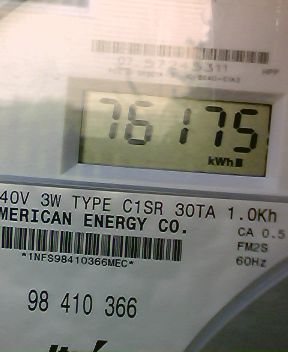 76175
kWh
40V 3W TYPE C1SR 30TA 1.0Kh
MERICAN ENERGY CO.
CA 0.5
FM2S
*1NFS98410366MEC*
60Hz
98 410 366